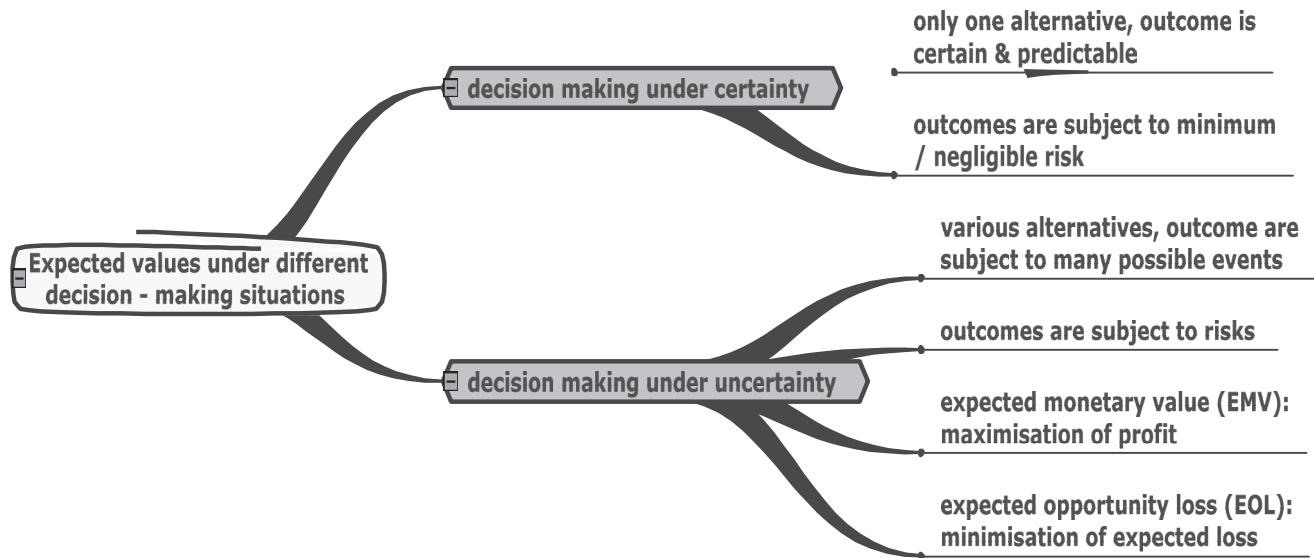 only one alternative, outcome is
certain & predictable
decision making under certainty
outcomes are subject to minimum
/ negligible risk
various alternatives, outcome are
subject to many possible events
Expected values under different
decision - making situations
outcomes are subject to risks
decision making under uncertainty
expected monetary value (EMV):
maximisation of profit
expected opportunity loss (EOL):
minimisation of expected loss